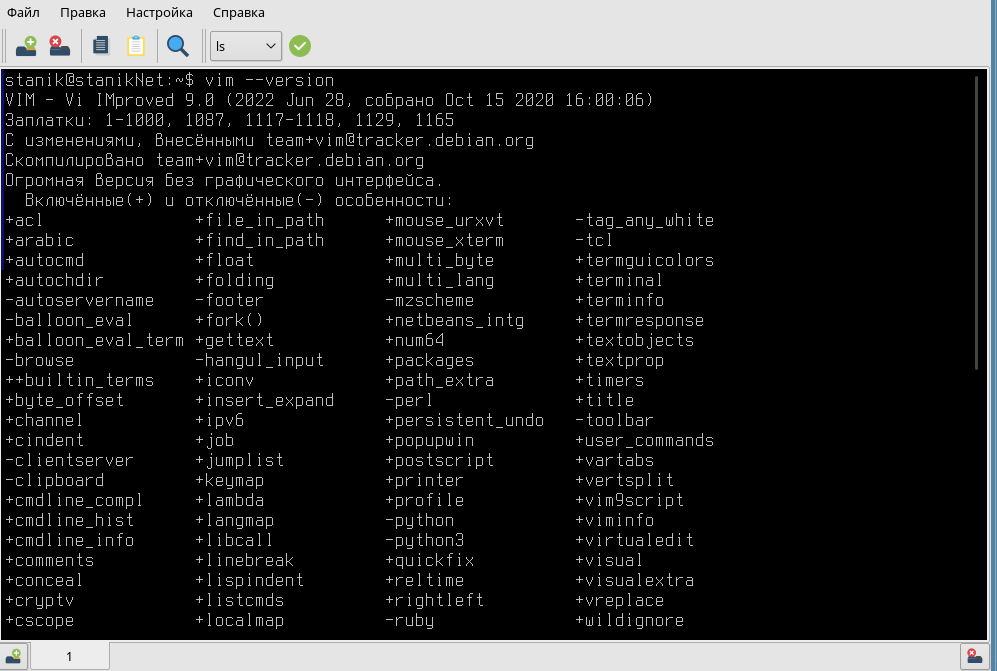 Файл Правка Настройка Справка
ls
stanik@stanikNet:~$ vim --version
VIM - Vi IMproved 9.0 (2022 Jun 28, собрано Oct 15 2020 16:00:06)
Заплатки: 1-1000, 1087, 1117-1118, 1129, 1165
С изменениями, внесёнными team+vim@tracker.debian.org
Скомпилировано team+vim@tracker.debian.org
Огромная версия без графического интерфейса.
Включённые(+) и отключённые(-) особенности:
+acl +file_in_path +mouse_urxvt -tag_any_white
+arabic +find_in_path +mouse_xterm -tcl
+autocmd +float +multi_byte +termguicolors
+autochdir +folding +multi_lang +terminal
-autoservername -footer -mzscheme +terminfo
-balloon_eval +fork() +netbeans_intg +termresponse
+balloon_eval_term +gettext +num64 +textobjects
-browse -hangul_input +packages +textprop
++builtin_terms +iconv +path_extra +timers
+byte_offset +insert_expand -perl +title
+channel +ipv6 +persistent_undo -toolbar
+cindent +job +popupwin +user_commands
-clientserver +jumplist +postscript +vartabs
-clipboard +keymap +printer +vertsplit
+cmdline_compl +lambda +profile +vim9script
+cmdline_hist +langmap -python +viminfo
+cmdline_info +libcall -python3 +virtualedit
+comments +linebreak +quickfix +visual
+conceal +lispindent +reltime +visualextra
+cryptv +listcmds +rightleft +vreplace
+cscope +localmap -ruby +wildignore
1